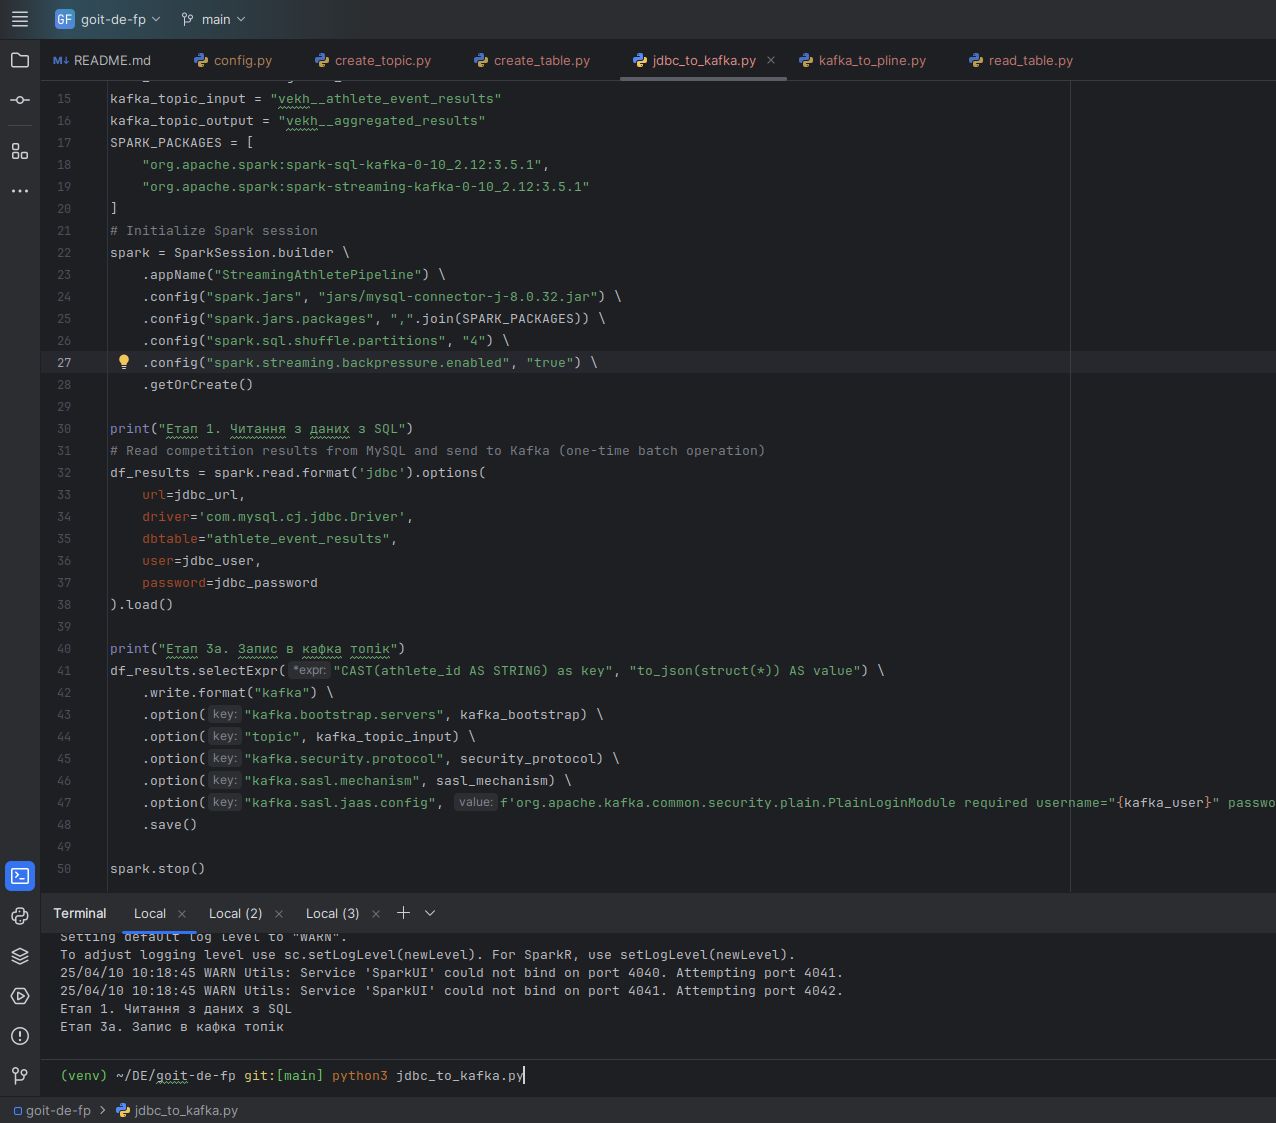 GF goit-de-fp main
M↓ README.md config.py create_topic.py create_table.py jdbc_to_kafka.py × kafka_to_pline.py read_table.py
15 kafka_topic_input = "vekh__athlete_event_results"
16 kafka_topic_output = "vekh__aggregated_results"
17 SPARK_PACKAGES = [
18 "org.apache.spark:spark-sql-kafka-0-10_2.12:3.5.1",
19 "org.apache.spark:spark-streaming-kafka-0-10_2.12:3.5.1"
20 ]
21 # Initialize Spark session
22 spark = SparkSession.builder \
23 .appName("StreamingAthletePipeline") \
24 .config("spark.jars", "jars/mysql-connector-j-8.0.32.jar") \
25 .config("spark.jars.packages", ",".join(SPARK_PACKAGES)) \
26 .config("spark.sql.shuffle.partitions", "4") \
27 .config("spark.streaming.backpressure.enabled", "true") \
28 .getOrCreate()
29
30 print("Етап 1. Читання з даних з SQL")
31 # Read competition results from MySQL and send to Kafka (one-time batch operation)
32 df_results = spark.read.format('jdbc').options(
33 url=jdbc_url,
34 driver='com.mysql.cj.jdbc.Driver',
35 dbtable="athlete_event_results",
36 user=jdbc_user,
37 password=jdbc_password
38 ).load()
39
40 print("Етап 3а. Запис в кафка топік")
41 df_results.selectExpr( *expr: "CAST(athlete_id AS STRING) as key", "to_json(struct(*)) AS value") \
42 .write.format("kafka") \
43 .option( key: "kafka.bootstrap.servers", kafka_bootstrap) \
44 .option( key: "topic", kafka_topic_input) \
45 .option( key: "kafka.security.protocol", security_protocol) \
46 .option( key: "kafka.sasl.mechanism", sasl_mechanism) \
47 .option( key: "kafka.sasl.jaas.config", value: f'org.apache.kafka.common.security.plain.PlainLoginModule required username="{kafka_user}" passwo
48 .save()
49
50 spark.stop()
Terminal Local × Local (2) × Local (3) ×
Setting default log level to "WARN".
To adjust logging level use sc.setLogLevel(newLevel). For SparkR, use setLogLevel(newLevel).
25/04/10 10:18:45 WARN Utils: Service 'SparkUI' could not bind on port 4040. Attempting port 4041.
25/04/10 10:18:45 WARN Utils: Service 'SparkUI' could not bind on port 4041. Attempting port 4042.
Етап 1. Читання з даних з SQL
Етап 3а. Запис в кафка топік
(venv) ~/DE/goit-de-fp git:[main] python3 jdbc_to_kafka.py
goit-de-fp > jdbc_to_kafka.py